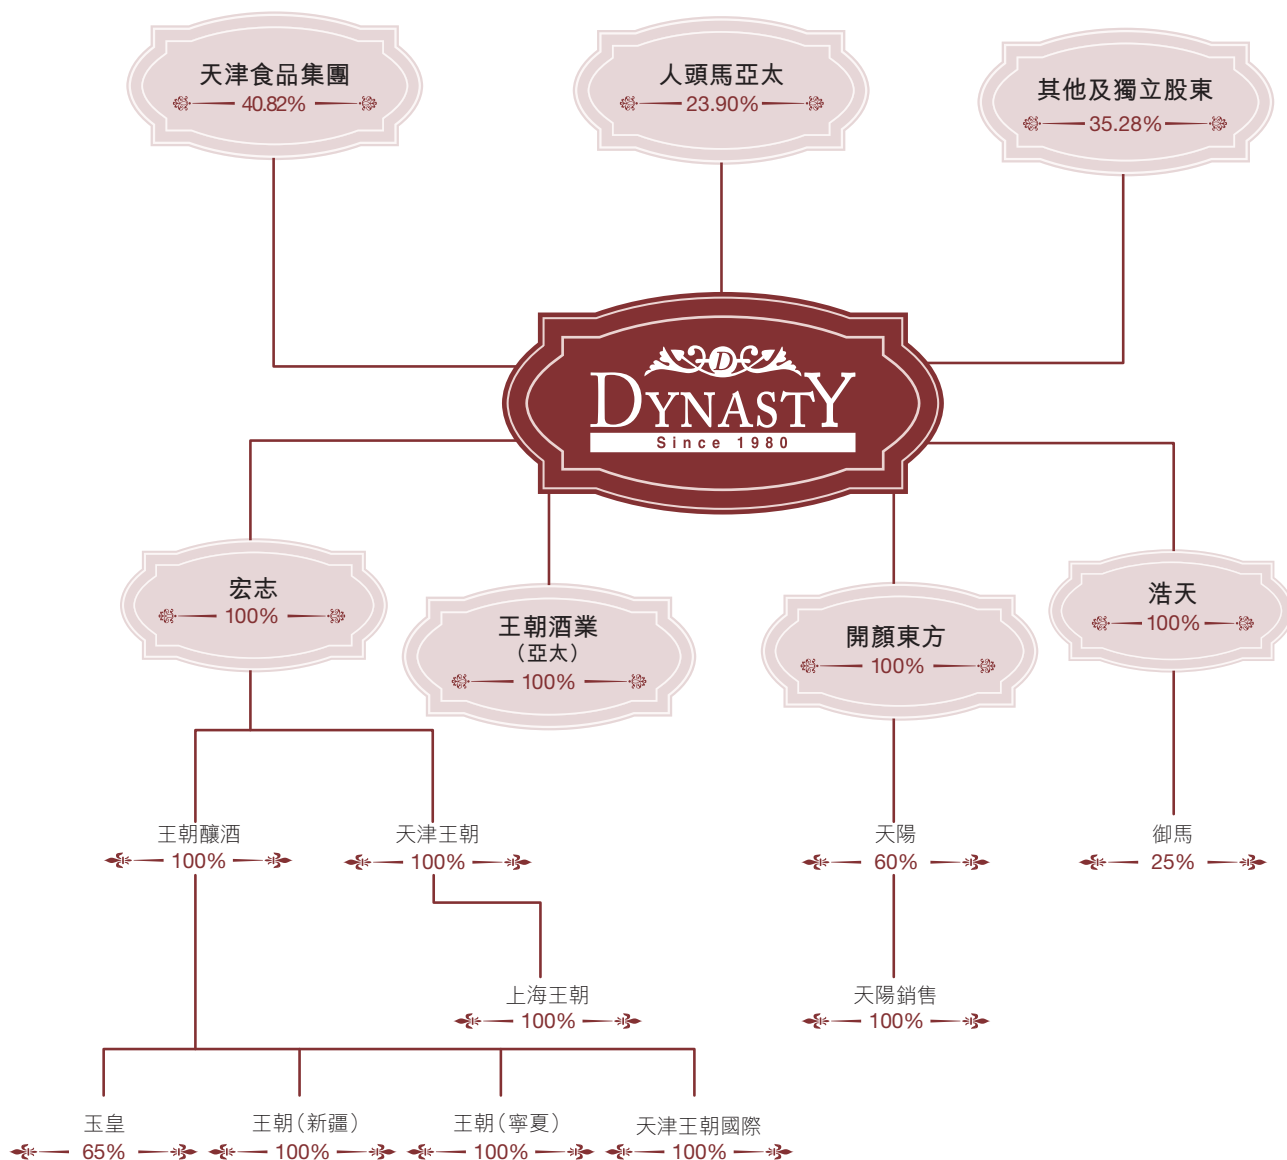 天津食品集團
40.82%
人頭馬亞太
23.90%
其他及獨立股東
35.28%
D
DYNASTY
Since 1980
宏志
100%
王朝酒業
（亞太）
100%
開顏東方
100%
浩天
100%
王朝釀酒
100%
天津王朝
100%
天陽
60%
御馬
25%
上海王朝
100%
天陽銷售
100%
玉皇
65%
王朝（新疆）
100%
王朝（寧夏）
100%
天津王朝國際
100%